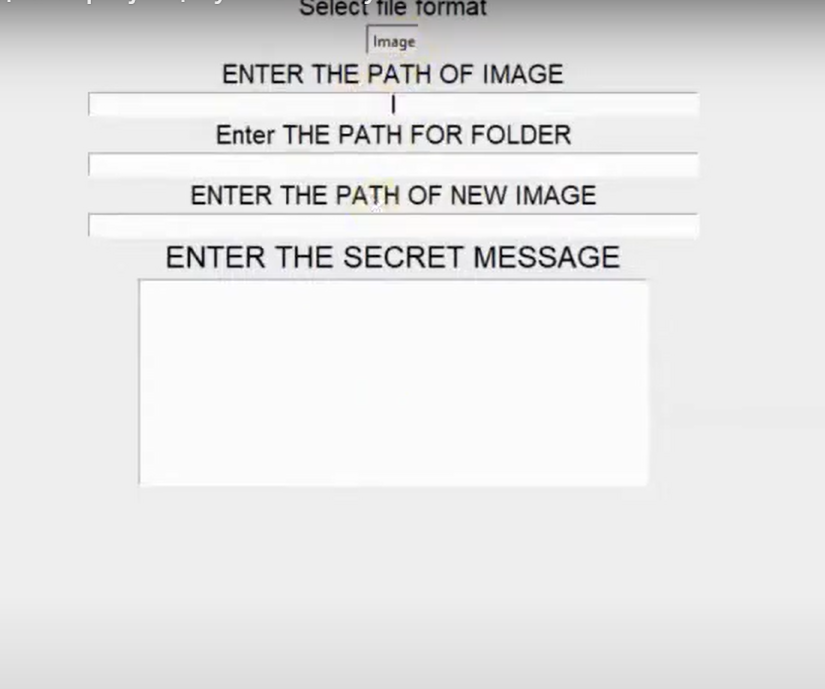 Select file format
Image
ENTER THE PATH OF IMAGE
Enter THE PATH FOR FOLDER
ENTER THE PATH OF NEW IMAGE
ENTER THE SECRET MESSAGE